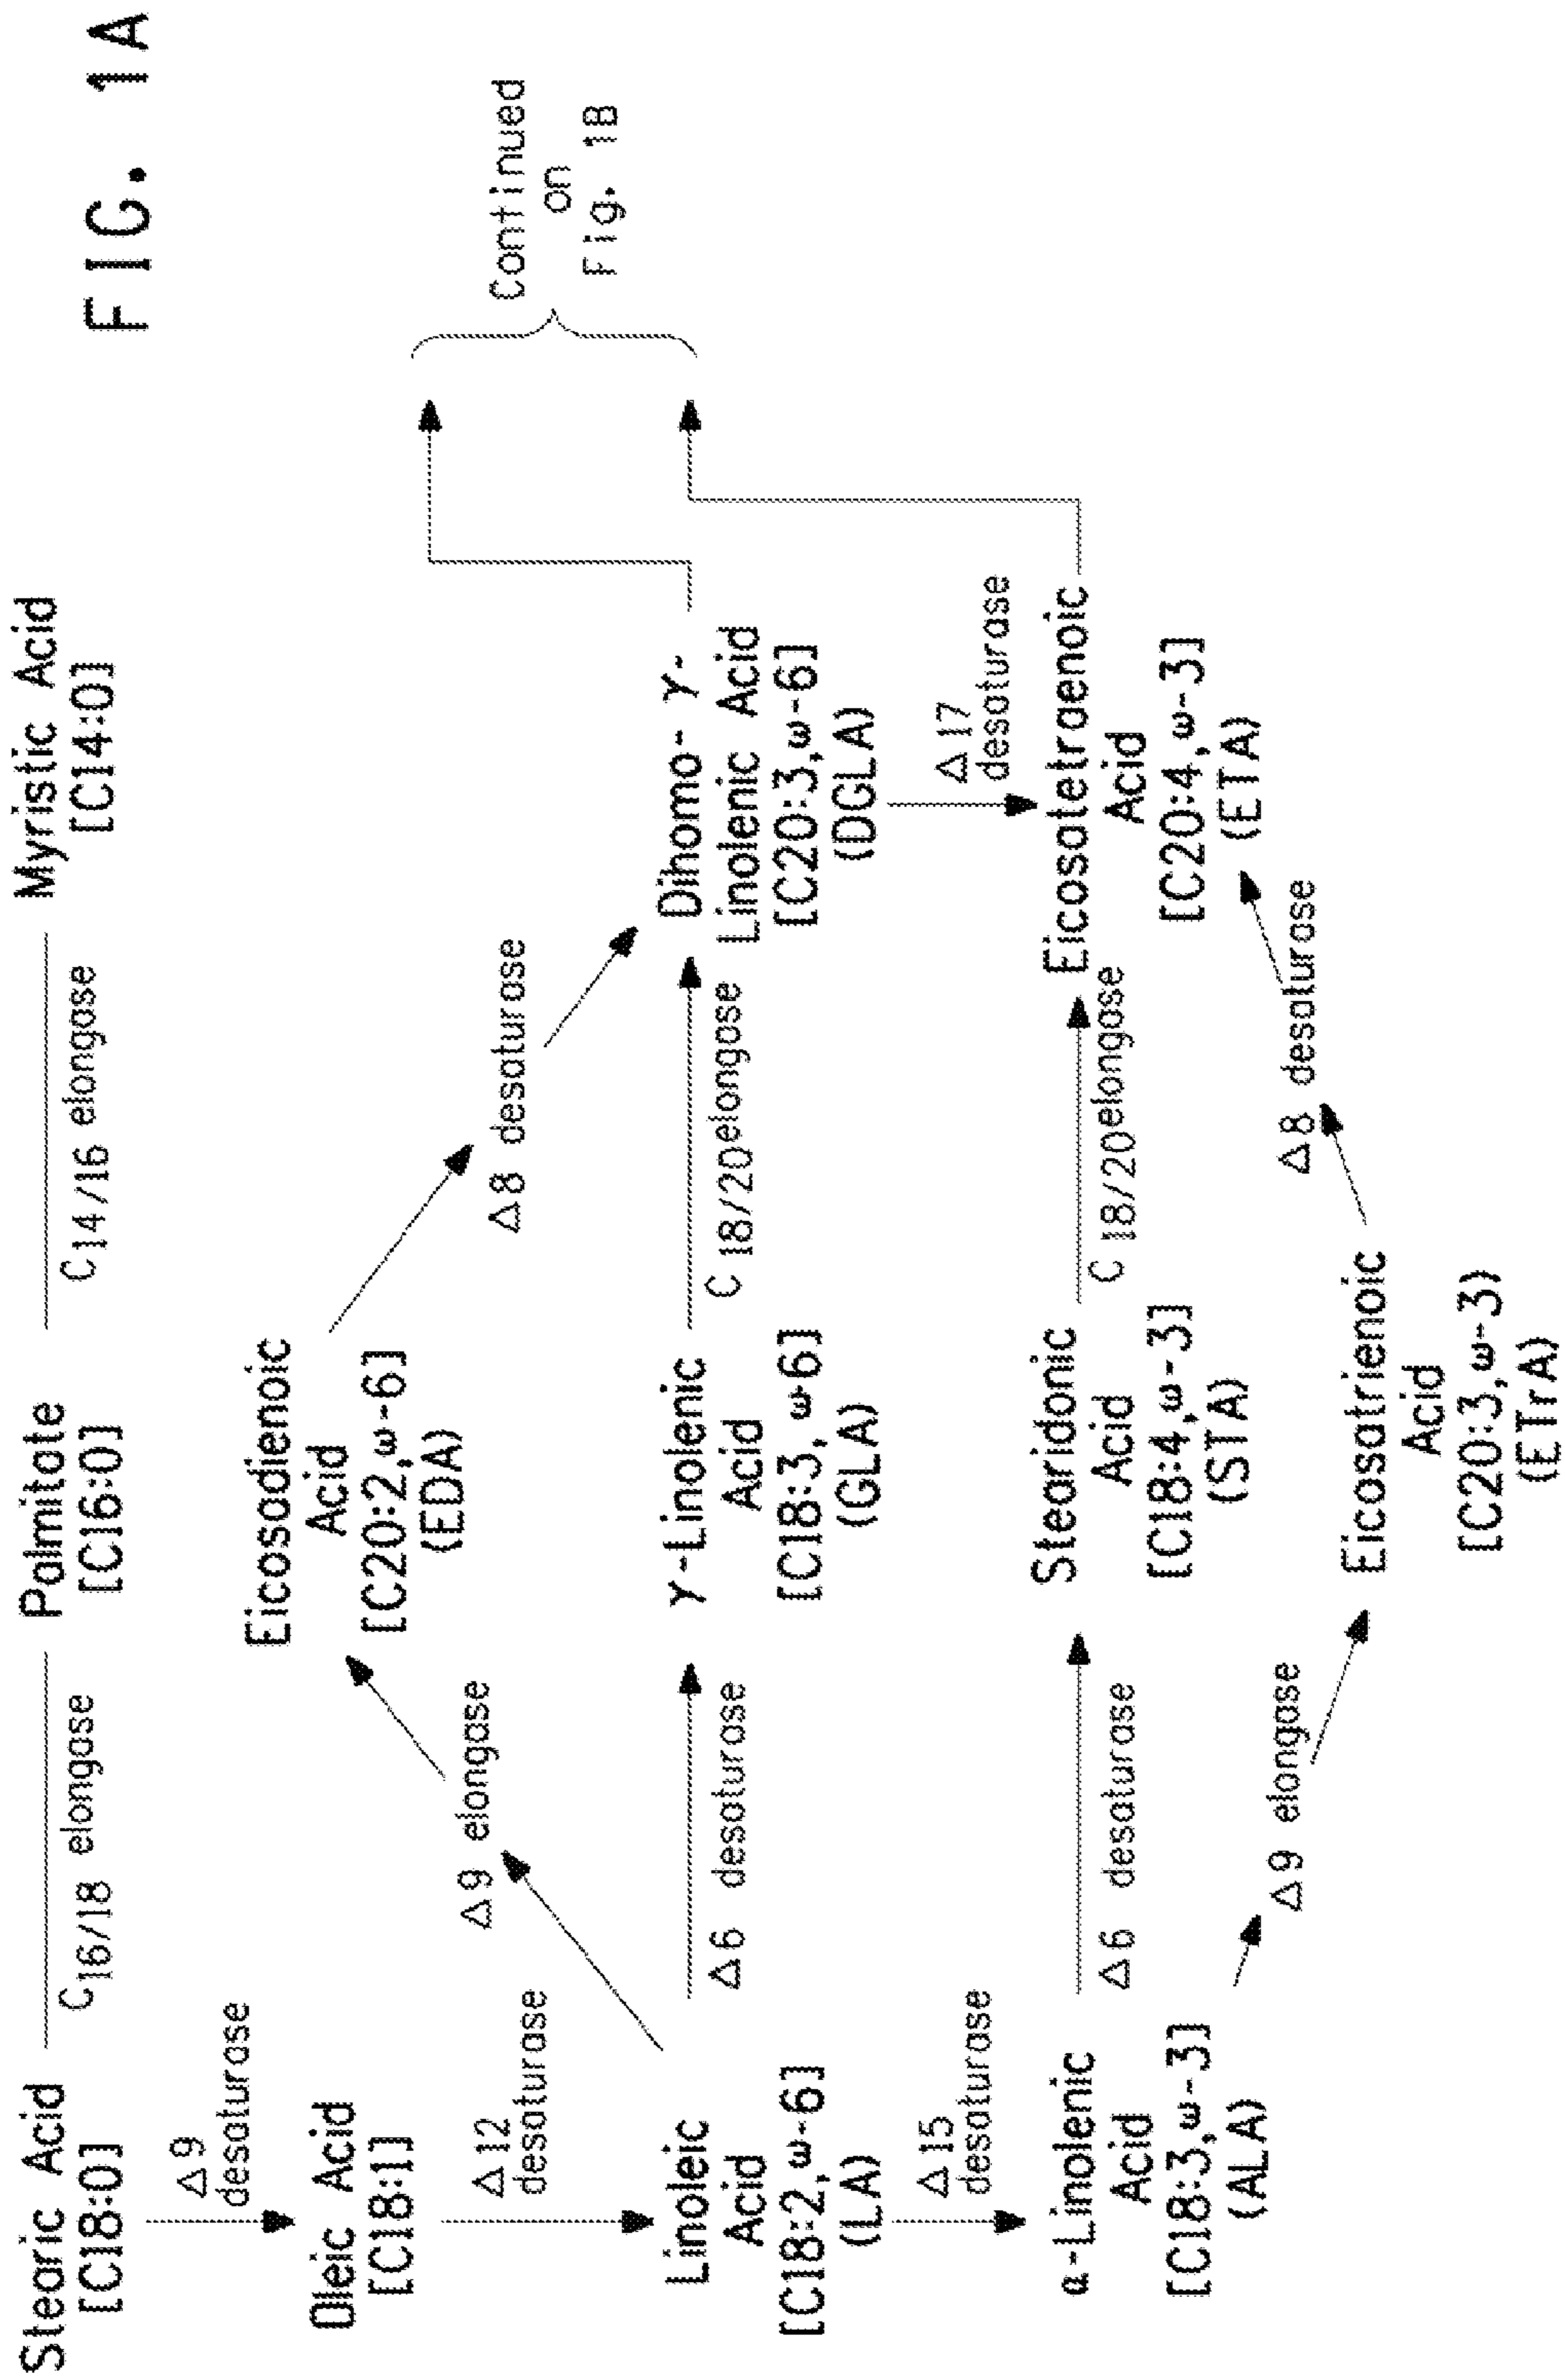 FIG. 1A
Stearic Acid
[C18:0]
C16/18 elongase
Palmitate
[C16:0]
C14/16 elongase
Myristic Acid
[C14:0]
Δ9
desaturase
Oleic Acid
[C18:1]
Δ12
desaturase
Δ9 elongase
Eicosadienoic
Acid
[C20:2,ω-6]
(EDA)
Δ8 desaturase
Continued
on
Fig. 1B
Linoleic
Acid
[C18:2,ω-6]
(LA)
Δ6 desaturase
γ-Linolenic
Acid
[C18:3,ω-6]
(GLA)
C18/20elongase
Dihomo-γ-
Linolenic Acid
[C20:3,ω-6]
(DGLA)
Δ15
desaturase
Δ17
desaturase
α-Linolenic
Acid
[C18:3,ω-3]
(ALA)
Δ6 desaturase
Stearidonic
Acid
[C18:4,ω-3]
(STA)
C18/20elongase
Eicosatetraenoic
Acid
[C20:4,ω-3]
(ETA)
Δ9 elongase
Eicosatrienoic
Acid
[C20:3,ω-3)
(ETrA)
Δ8 desaturase